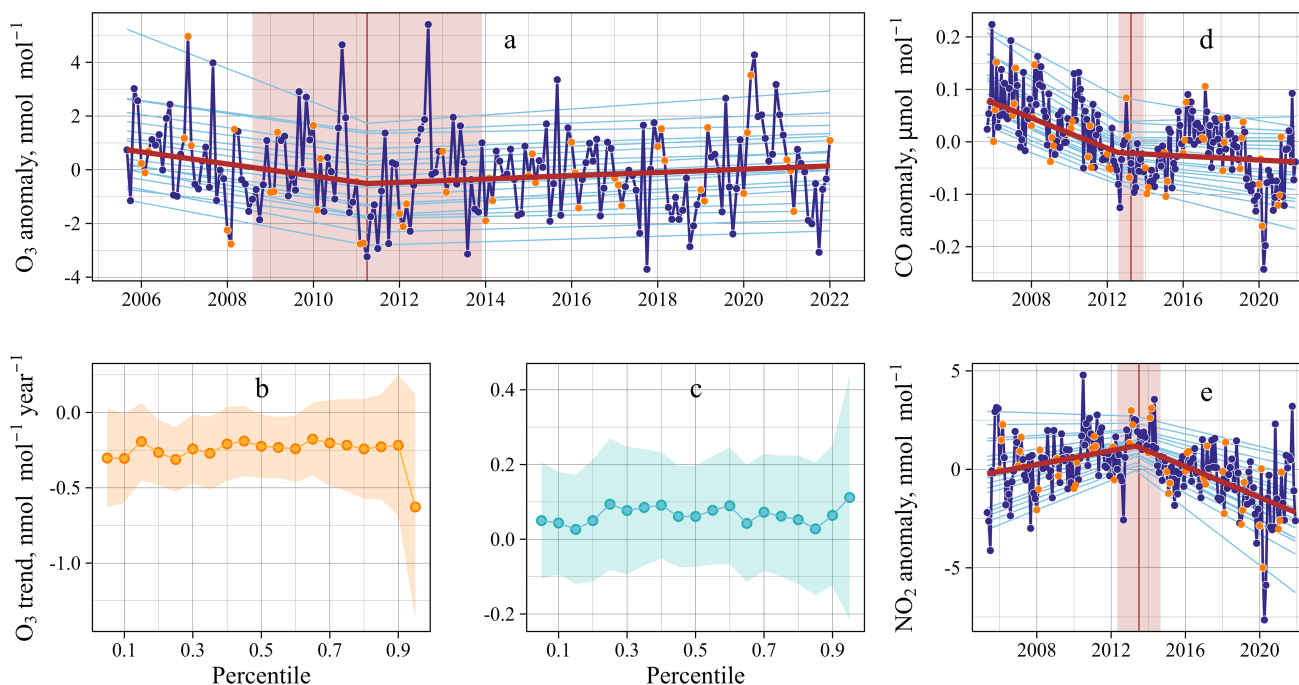 O₃ anomaly, nmol mol⁻¹
a
4
2
0
-2
-4
2006 2008 2010 2012 2014 2016 2018 2020 2022
CO anomaly, μmol mol⁻¹
d
0.2
0.1
0.0
-0.1
-0.2
2008 2012 2016 2020
O₃ trend, nmol mol⁻¹ year⁻¹
b
0.0
-0.5
-1.0
0.1 0.3 0.5 0.7 0.9
Percentile
c
0.4
0.2
0.0
-0.2
0.1 0.3 0.5 0.7 0.9
Percentile
NO₂ anomaly, nmol mol⁻¹
e
5
0
-5
2008 2012 2016 2020